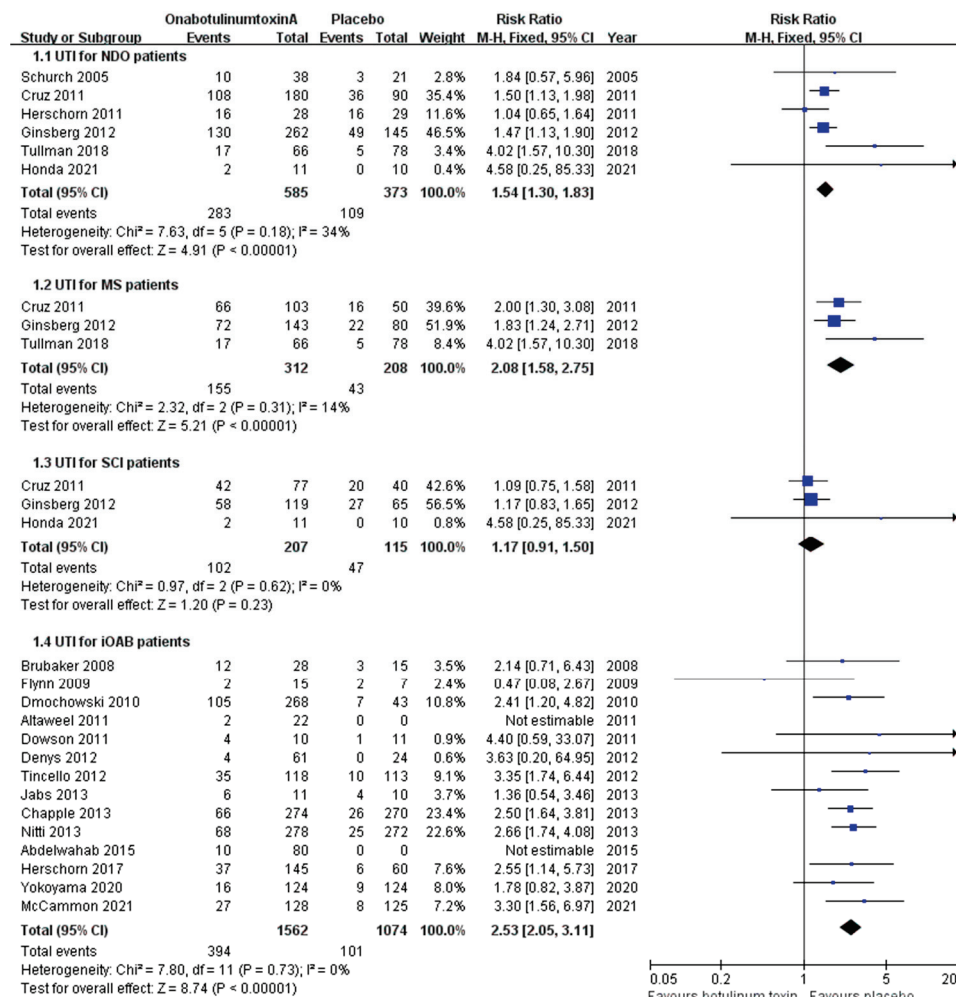 OnabotulinumtoxinA Placebo Risk Ratio Risk Ratio
Study or Subgroup Events Total Events Total Weight M-H, Fixed, 95% CI Year M-H, Fixed, 95% CI
1.1 UTI for NDO patients
Schurch 2005 10 38 3 21 2.8% 1.84 [0.57, 5.96] 2005
Cruz 2011 108 180 36 90 35.4% 1.50 [1.13, 1.98] 2011
Herschorn 2011 16 28 16 29 11.6% 1.04 [0.65, 1.64] 2011
Ginsberg 2012 130 262 49 145 46.5% 1.47 [1.13, 1.90] 2012
Tullman 2018 17 66 5 78 3.4% 4.02 [1.57, 10.30] 2018
Honda 2021 2 11 0 10 0.4% 4.58 [0.25, 85.33] 2021
Total (95% CI) 585 373 100.0% 1.54 [1.30, 1.83]
Total events 283 109
Heterogeneity: Chi² = 7.63, df = 5 (P = 0.18); I² = 34%
Test for overall effect: Z = 4.91 (P < 0.00001)
1.2 UTI for MS patients
Cruz 2011 66 103 16 50 39.6% 2.00 [1.30, 3.08] 2011
Ginsberg 2012 72 143 22 80 51.9% 1.83 [1.24, 2.71] 2012
Tullman 2018 17 66 5 78 8.4% 4.02 [1.57, 10.30] 2018
Total (95% CI) 312 208 100.0% 2.08 [1.58, 2.75]
Total events 155 43
Heterogeneity: Chi² = 2.32, df = 2 (P = 0.31); I² = 14%
Test for overall effect: Z = 5.21 (P < 0.00001)
1.3 UTI for SCI patients
Cruz 2011 42 77 20 40 42.6% 1.09 [0.75, 1.58] 2011
Ginsberg 2012 58 119 27 65 56.5% 1.17 [0.83, 1.65] 2012
Honda 2021 2 11 0 10 0.8% 4.58 [0.25, 85.33] 2021
Total (95% CI) 207 115 100.0% 1.17 [0.91, 1.50]
Total events 102 47
Heterogeneity: Chi² = 0.97, df = 2 (P = 0.62); I² = 0%
Test for overall effect: Z = 1.20 (P = 0.23)
1.4 UTI for iOAB patients
Brubaker 2008 12 28 3 15 3.5% 2.14 [0.71, 6.43] 2008
Flynn 2009 2 15 2 7 2.4% 0.47 [0.08, 2.67] 2009
Dmochowski 2010 105 268 7 43 10.8% 2.41 [1.20, 4.82] 2010
Altaweel 2011 2 22 0 0 Not estimable 2011
Dowson 2011 4 10 1 11 0.9% 4.40 [0.59, 33.07] 2011
Denys 2012 4 61 0 24 0.6% 3.63 [0.20, 64.95] 2012
Tincello 2012 35 118 10 113 9.1% 3.35 [1.74, 6.44] 2012
Jabs 2013 6 11 4 10 3.7% 1.36 [0.54, 3.46] 2013
Chapple 2013 66 274 26 270 23.4% 2.50 [1.64, 3.81] 2013
Nitti 2013 68 278 25 272 22.6% 2.66 [1.74, 4.08] 2013
Abdelwahab 2015 10 80 0 0 Not estimable 2015
Herschorn 2017 37 145 6 60 7.6% 2.55 [1.14, 5.73] 2017
Yokoyama 2020 16 124 9 124 8.0% 1.78 [0.82, 3.87] 2020
McCammon 2021 27 128 8 125 7.2% 3.30 [1.56, 6.97] 2021
Total (95% CI) 1562 1074 100.0% 2.53 [2.05, 3.11]
Total events 394 101
Heterogeneity: Chi² = 7.80, df = 11 (P = 0.73); I² = 0%
Test for overall effect: Z = 8.74 (P < 0.00001)
0.05 0.2 1 5 20
Favours botulinum toxin Favours placebo